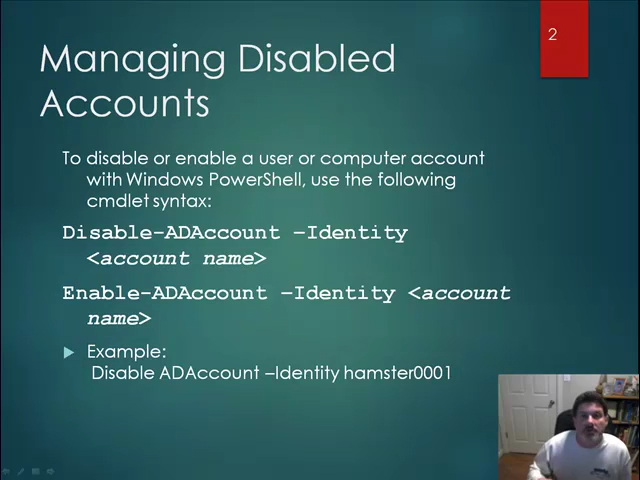 2
Managing Disabled
Accounts
To disable or enable a user or computer account
with Windows PowerShell, use the following
cmdlet syntax:
Disable-ADAccount –Identity
<account name>
Enable-ADAccount –Identity <account
name>
Example:
Disable ADAccount –Identity hamster0001